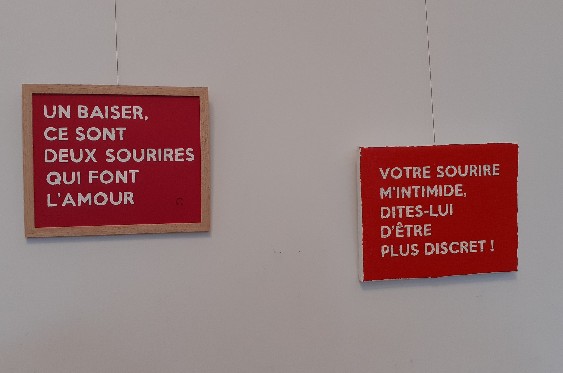 UN BAISER,
CE SONT
DEUX SOURIRES
QUI FONT
L'AMOUR
VOTRE SOURIRE
M'INTIMIDE,
DITES-LUI
D'ÊTRE
PLUS DISCRET !